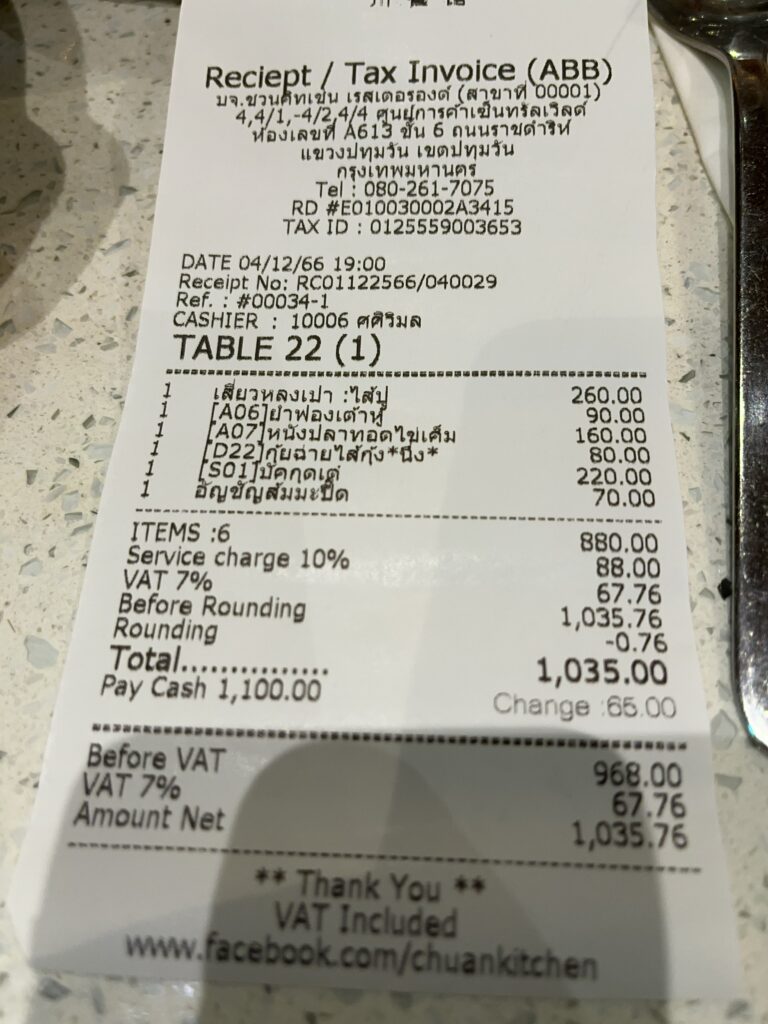 Reciept / Tax Invoice (ABB)
บจ.ชวนคิทเช่น เรสเตอรองต์ (สาขาที่ 00001)
4,4/1,-4/2,4/4 ศูนย์การค้าเซ็นทรัลเวิลด์
ห้องเลขที่ A613 ชั้น 6 ถนนราชดำริห์
แขวงปทุมวัน เขตปทุมวัน
กรุงเทพมหานคร
Tel : 080-261-7075
RD #E010030002A3415
TAX ID : 0125559003653
DATE 04/12/66 19:00
Receipt No: RC01122566/040029
Ref. : #00034-1
CASHIER : 10006 ศศิวิมล
TABLE 22 (1)
1 เสี่ยวหลงเปา :ไส้ปู 260.00
1 [A06]ยำฟองเต้าหู้ 90.00
1 [A07]หนังปลาทอดไข่เค็ม 160.00
1 [D22]กุ้ยฉ่ายไส้กุ้ง*นึ่ง* 80.00
1 [S01]บักกุดเต๋ 220.00
1 อัญชัญส้มมะปี๊ด 70.00
ITEMS :6 880.00
Service charge 10% 88.00
VAT 7% 67.76
Before Rounding 1,035.76
Rounding -0.76
Total............... 1,035.00
Pay Cash 1,100.00 Change :65.00
Before VAT 968.00
VAT 7% 67.76
Amount Net 1,035.76
** Thank You **
VAT Included
www.facebook.com/chuankitchen